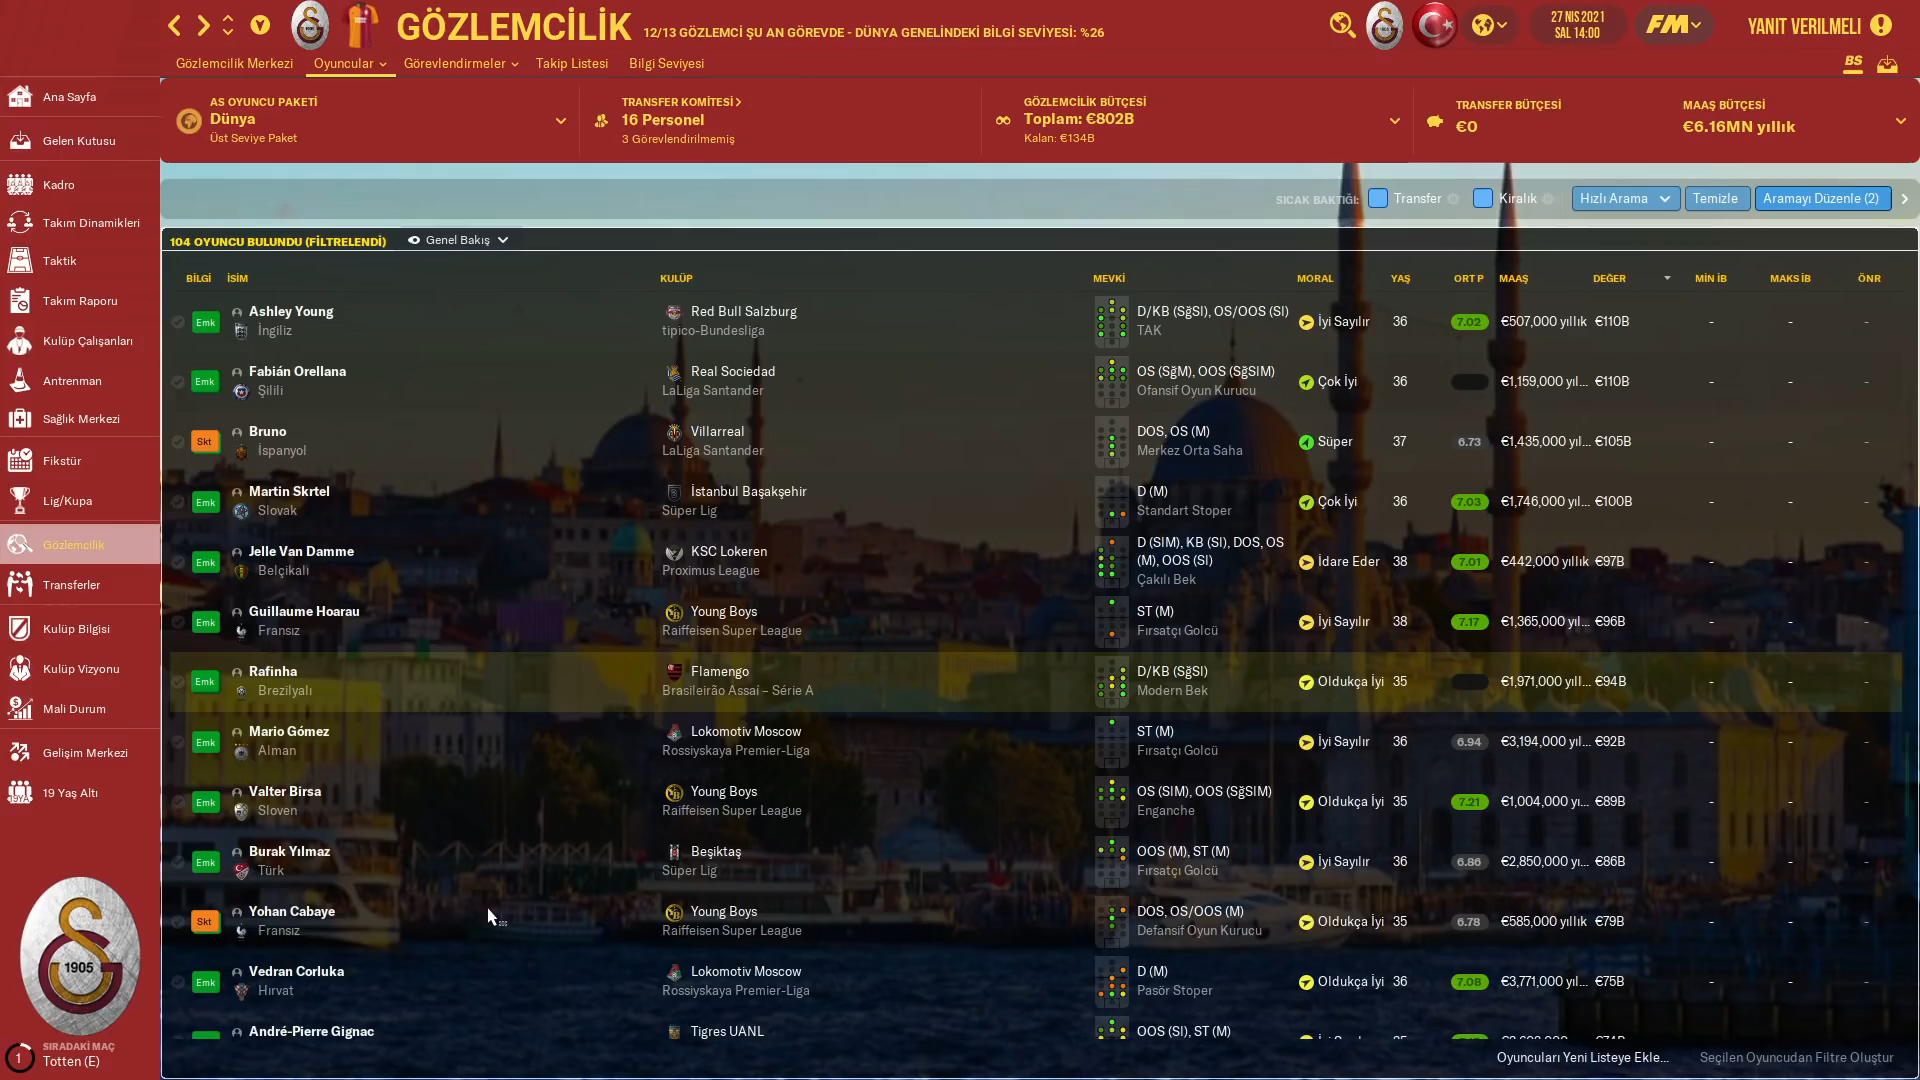 GÖZLEMCİLİK
12/13 GÖZLEMCİ ŞU AN GÖREVDE - DÜNYA GENELİNDEKİ BİLGİ SEVİYESİ: %26
27 NIS 2021
SAL 14:00
FM
YANIT VERILMELI
Gözlemcilik Merkezi
Oyuncular
Görevlendirmeler
Takip Listesi
Bilgi Seviyesi
BS
Ana Sayfa
Gelen Kutusu
Kadro
Takım Dinamikleri
Taktik
Takım Raporu
Kulüp Çalışanları
Antrenman
Sağlık Merkezi
Fikstür
Lig/Kupa
Gözlemcilik
Transferler
Kulüp Bilgisi
Kulüp Vizyonu
Mali Durum
Gelişim Merkezi
19 Yaş Altı
1905
1
SIRADAKİ MAÇ
Totten (E)
AS OYUNCU PAKETİ
Dünya
Üst Seviye Paket
TRANSFER KOMİTESİ
16 Personel
3 Görevlendirilmemiş
GÖZLEMCİLİK BÜTÇESİ
Toplam: €802B
Kalan: €134B
TRANSFER BÜTÇESİ
€0
MAAŞ BÜTÇESİ
€6.16MN yıllık
SICAK BAKTIĞI:
Transfer
Kiralık
Hızlı Arama
Temizle
Aramayı Düzenle (2)
104 OYUNCU BULUNDU (FİLTRELENDİ)
Genel Bakış
BİLGİ İSİM KULÜP MEVKİ MORAL YAŞ ORT P MAAŞ DEĞER MİN İB MAKS İB ÖNR
Emk Ashley Young Red Bull Salzburg D/KB (SğSl), OS/OOS (Sl) İyi Sayılır 36 7.02 €507,000 yıllık €110B - - -
İngiliz tipico-Bundesliga TAK
Emk Fabián Orellana Real Sociedad OS (SğM), OOS (SğSlM) Çok İyi 36 €1,159,000 yıl... €110B - - -
Şilili LaLiga Santander Ofansif Oyun Kurucu
Skt Bruno Villarreal DOS, OS (M) Süper 37 6.73 €1,435,000 yıl... €105B - - -
İspanyol LaLiga Santander Merkez Orta Saha
Emk Martin Skrtel İstanbul Başakşehir D (M) Çok İyi 36 7.03 €1,746,000 yıl... €100B - - -
Slovak Süper Lig Standart Stoper
Emk Jelle Van Damme KSC Lokeren D (SlM), KB (Sl), DOS, OS
(M), OOS (Sl) İdare Eder 38 7.01 €442,000 yıllık €97B - - -
Belçikalı Proximus League Çakılı Bek
Emk Guillaume Hoarau Young Boys ST (M) İyi Sayılır 38 7.17 €1,365,000 yıl... €96B - - -
Fransız Raiffeisen Super League Fırsatçı Golcü
Emk Rafinha Flamengo D/KB (SğSl) Oldukça İyi 35 €1,971,000 yıll... €94B - - -
Brezilyalı Brasileirão Assaí – Série A Modern Bek
Emk Mario Gómez Lokomotiv Moscow ST (M) İyi Sayılır 36 6.94 €3,194,000 yıl... €92B - - -
Alman Rossiyskaya Premier-Liga Fırsatçı Golcü
Emk Valter Birsa Young Boys OS (SlM), OOS (SğSlM) Oldukça İyi 35 7.21 €1,004,000 yı... €89B - - -
Sloven Raiffeisen Super League Enganche
Emk Burak Yılmaz Beşiktaş OOS (M), ST (M) İyi Sayılır 36 6.86 €2,850,000 yı... €86B - - -
Türk Süper Lig Fırsatçı Golcü
Skt Yohan Cabaye Young Boys DOS, OS/OOS (M) Oldukça İyi 35 6.78 €585,000 yıllık €79B - - -
Fransız Raiffeisen Super League Defansif Oyun Kurucu
Emk Vedran Corluka Lokomotiv Moscow D (M) Oldukça İyi 36 7.08 €3,771,000 yıl... €75B - - -
Hırvat Rossiyskaya Premier-Liga Pasör Stoper
André-Pierre Gignac Tigres UANL OOS (Sl), ST (M)
Oyuncuları Yeni Listeye Ekle...
Seçilen Oyuncudan Filtre Oluştur